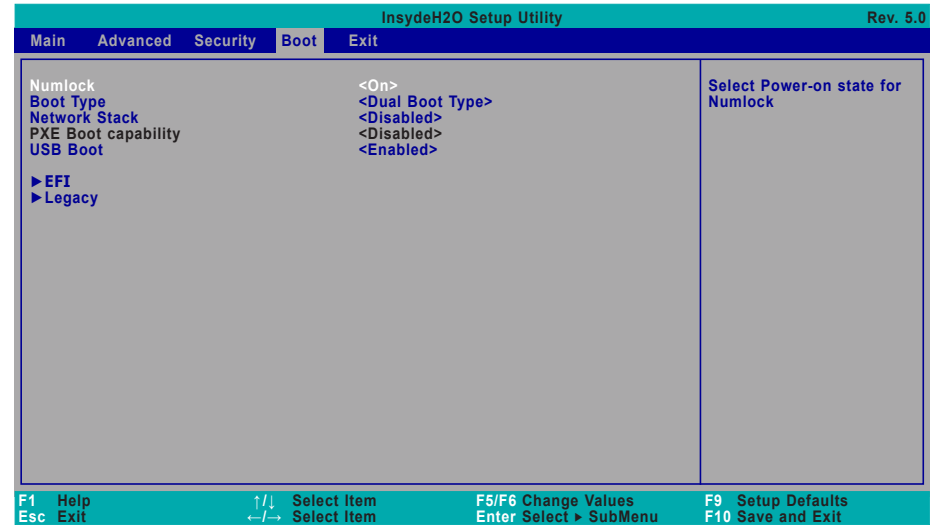 InsydeH2O Setup Utility Rev. 5.0
Main Advanced Security Boot Exit
Numlock <On> Select Power-on state for
Boot Type <Dual Boot Type> Numlock
Network Stack <Disabled>
PXE Boot capability <Disabled>
USB Boot <Enabled>
►EFI
►Legacy
F1 Help ↑/↓ Select Item F5/F6 Change Values F9 Setup Defaults
Esc Exit ←/→ Select Item Enter Select ► SubMenu F10 Save and Exit